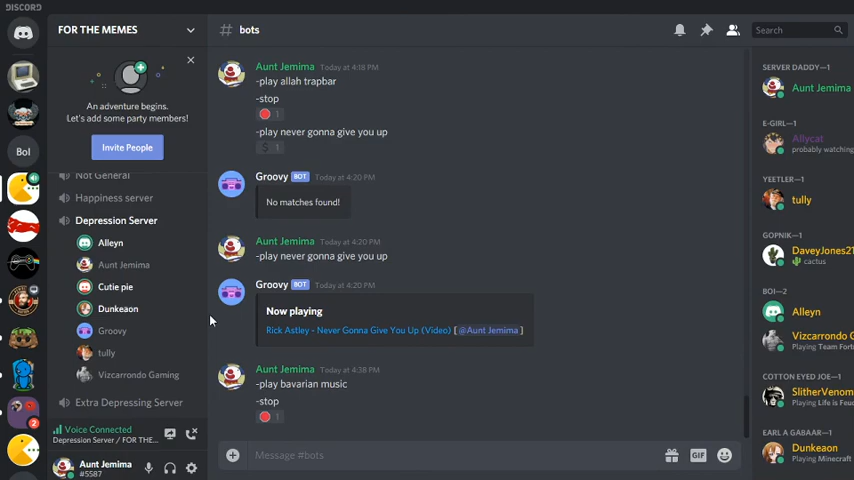 DISCORD
FOR THE MEMES
# bots
Search
An adventure begins.
Let's add some party members!
Invite People
Not General
Happiness server
Depression Server
Alleyn
Aunt Jemima
Cutie pie
Dunkeaon
Groovy
tully
Vizcarrondo Gaming
Extra Depressing Server
Voice Connected
Depression Server / FOR THE...
Aunt Jemima
#5587
Bol
2
Aunt Jemima Today at 4:18 PM
-play allah trapbar
-stop
1
-play never gonna give you up
1
Groovy BOT Today at 4:20 PM
No matches found!
Aunt Jemima Today at 4:20 PM
-play never gonna give you up
Groovy BOT Today at 4:20 PM
Now playing
Rick Astley - Never Gonna Give You Up (Video) [@Aunt Jemima ]
Aunt Jemima Today at 4:38 PM
-play bavarian music
-stop
1
Message #bots
GIF
SERVER DADDY—1
Aunt Jemima
E-GIRL—1
Allycat
probably watching
YEETLER—1
tully
GOPNIK—1
DaveyJones21
cactus
BOI—2
Alleyn
Vizcarrondo Ga
Playing Team Fort
COTTON EYED JOE—1
SlitherVenom
Playing Life is Feu
EARL A GABAAR—1
Dunkeaon
Playing Minecraft